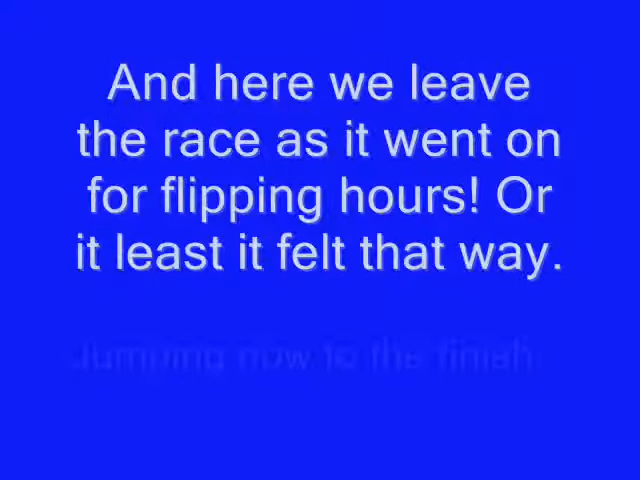 And here we leave
the race as it went on
for flipping hours! Or
it least it felt that way.
Jumping now to the finish